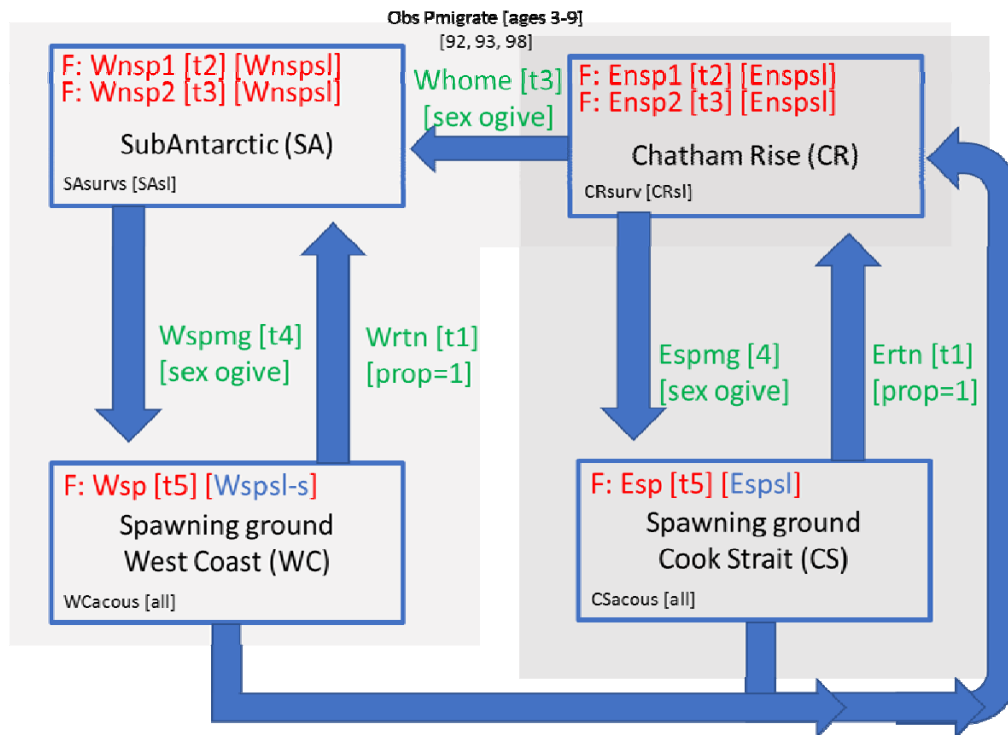 Obs Pmigrate [ages 3-9]
[92, 93, 98]
F: Wnsp1 [t2] [Wnspsl]
F: Wnsp2 [t3] [Wnspsl]
SubAntarctic (SA)
SAsurvs [SAsl]
Whome [t3]
[sex ogive]
F: Ensp1 [t2] [Enspsl]
F: Ensp2 [t3] [Enspsl]
Chatham Rise (CR)
CRsurv [CRsl]
Wspmg [t4]
[sex ogive]
Wrtn [t1]
[prop=1]
Espmg [4]
[sex ogive]
Ertn [t1]
[prop=1]
F: Wsp [t5] [Wspsl-s]
Spawning ground
West Coast (WC)
WCacous [all]
F: Esp [t5] [Espsl]
Spawning ground
Cook Strait (CS)
CSacous [all]